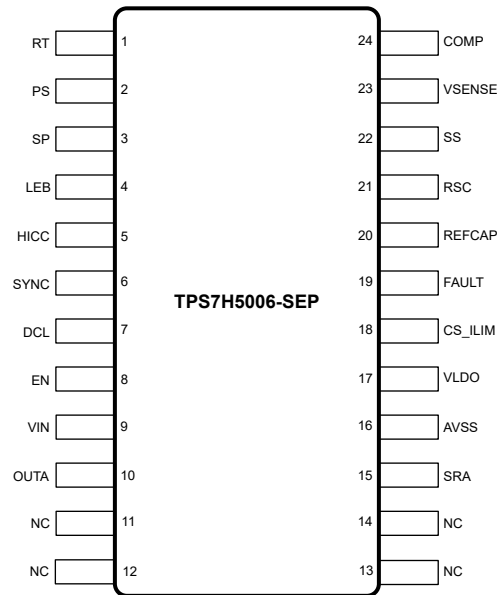 RT 1 24 COMP
PS 2 23 VSENSE
SP 3 22 SS
LEB 4 21 RSC
HICC 5 20 REFCAP
SYNC 6 19 FAULT
TPS7H5006-SEP
DCL 7 18 CS_ILIM
EN 8 17 VLDO
VIN 9 16 AVSS
OUTA 10 15 SRA
NC 11 14 NC
NC 12 13 NC